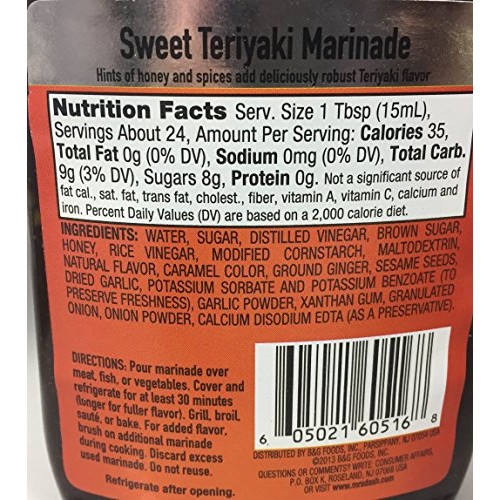 Sweet Teriyaki Marinade
Hints of honey and spices add deliciously robust Teriyaki flavor
Nutrition Facts Serv. Size 1 Tbsp (15mL),
Servings About 24, Amount Per Serving: Calories 35,
Total Fat 0g (0% DV), Sodium 0mg (0% DV), Total Carb.
9g (3% DV), Sugars 8g, Protein 0g. Not a significant source of
fat cal., sat. fat, trans fat, cholest., fiber, vitamin A, vitamin C, calcium and
iron. Percent Daily Values (DV) are based on a 2,000 calorie diet.
INGREDIENTS: WATER, SUGAR, DISTILLED VINEGAR, BROWN SUGAR,
HONEY, RICE VINEGAR, MODIFIED CORNSTARCH, MALTODEXTRIN,
NATURAL FLAVOR, CARAMEL COLOR, GROUND GINGER, SESAME SEEDS,
DRIED GARLIC, POTASSIUM SORBATE AND POTASSIUM BENZOATE (TO
PRESERVE FRESHNESS), GARLIC POWDER, XANTHAN GUM, GRANULATED
ONION, ONION POWDER, CALCIUM DISODIUM EDTA (AS A PRESERVATIVE).
DIRECTIONS: Pour marinade over
meat, fish, or vegetables. Cover and
refrigerate for at least 30 minutes
(longer for fuller flavor). Grill, broil,
sauté, or bake. For added flavor,
brush on additional marinade
during cooking. Discard excess
used marinade. Do not reuse.
Refrigerate after opening.
6 05021 60516 8
DISTRIBUTED BY B&G FOODS, INC., PARSIPPANY, NJ 07054 USA
©2013 B&G FOODS, INC.
QUESTIONS OR COMMENTS? WRITE: CONSUMER AFFAIRS,
P.O. BOX K, ROSELAND, NJ 07068 USA
www.mrsdash.com